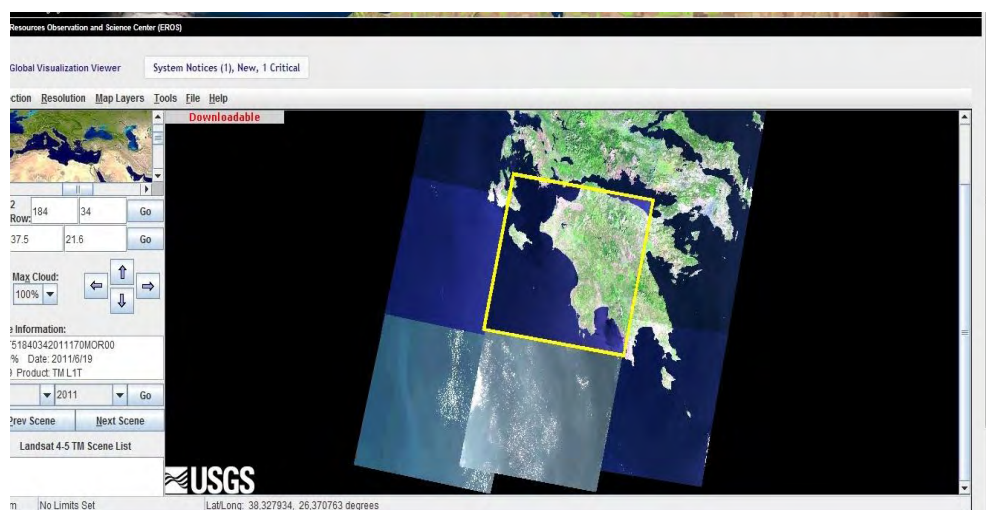 Resources Observation and Science Center (EROS)
Global Visualization Viewer
System Notices (1), New, 1 Critical
ction Resolution Map Layers Tools File Help
Downloadable
2
Row: 184 34 Go
37.5 21.6 Go
Max Cloud:
100%
e Information:
51840342011170MOR00
% Date: 2011/6/19
Product: TM L1T
2011 Go
Prev Scene Next Scene
Landsat 4-5 TM Scene List
USGS
m No Limits Set Lat/Long: 38.327934, 26.370763 degrees